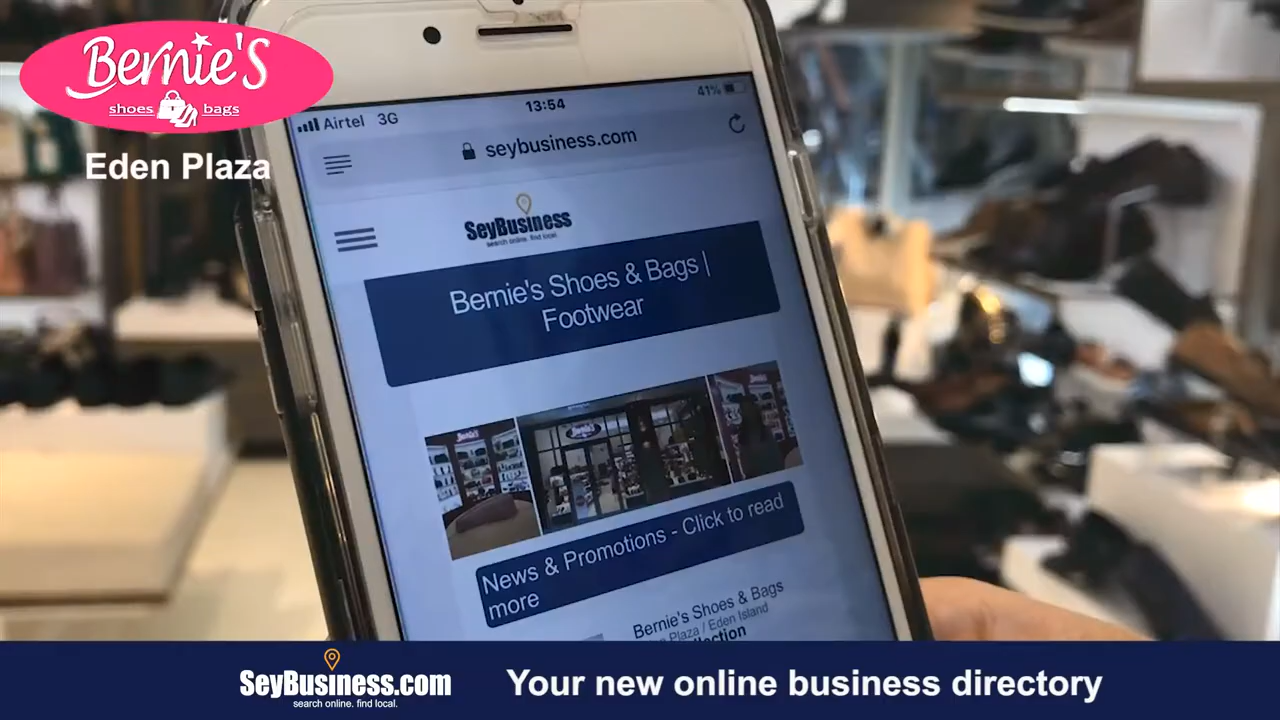 Bernie's
shoes bags
Eden Plaza
Airtel 3G
13:54
41%
seybusiness.com
SeyBusiness
search online. find local.
Bernie's Shoes & Bags |
Footwear
Bernie's
News & Promotions - Click to read
more
Bernie's Shoes & Bags
Plaza / Eden Island
SeyBusiness.com
search online. find local.
Your new online business directory